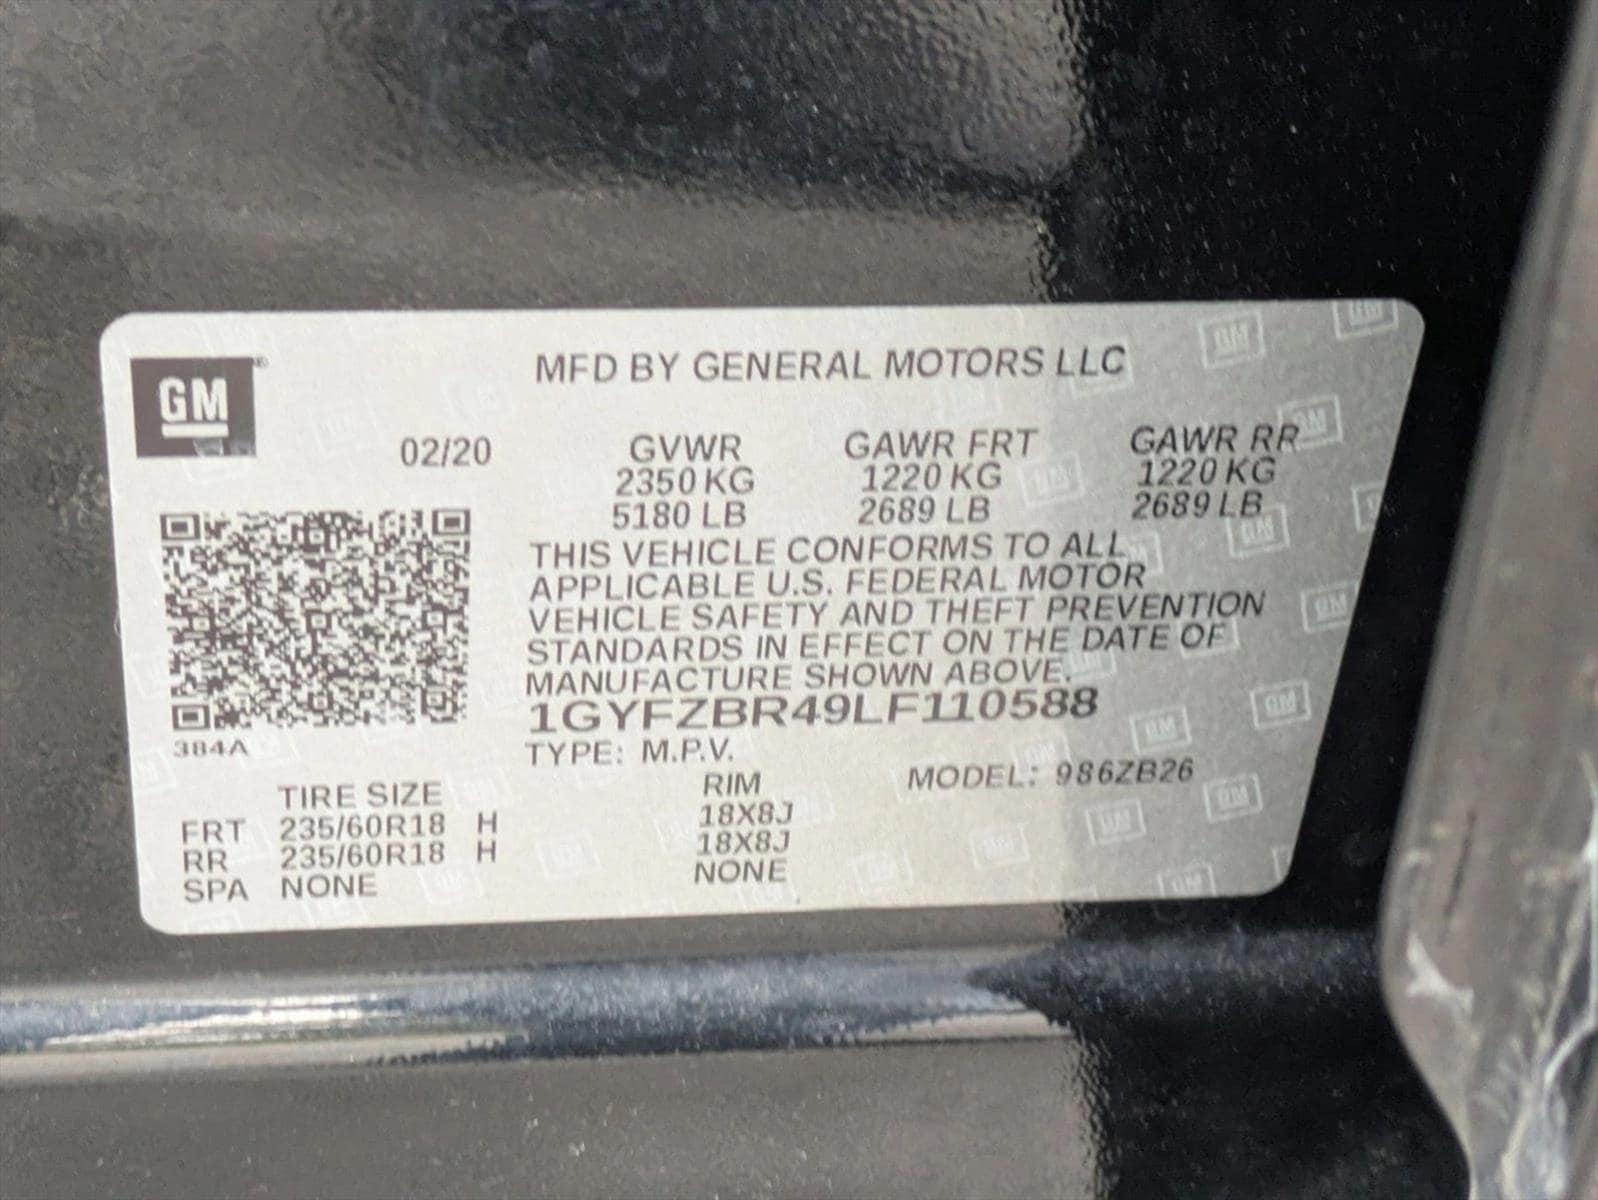 GM
MFD BY GENERAL MOTORS LLC
02/20 GVWR GAWR FRT GAWR RR
2350 KG 1220 KG 1220 KG
5180 LB 2689 LB 2689 LB
THIS VEHICLE CONFORMS TO ALL
APPLICABLE U.S. FEDERAL MOTOR
VEHICLE SAFETY AND THEFT PREVENTION
STANDARDS IN EFFECT ON THE DATE OF
MANUFACTURE SHOWN ABOVE.
1GYFZBR49LF110588
384A
TYPE: M.P.V.
MODEL: 986ZB26
TIRE SIZE RIM
FRT 235/60R18 H 18X8J
RR 235/60R18 H 18X8J
SPA NONE NONE